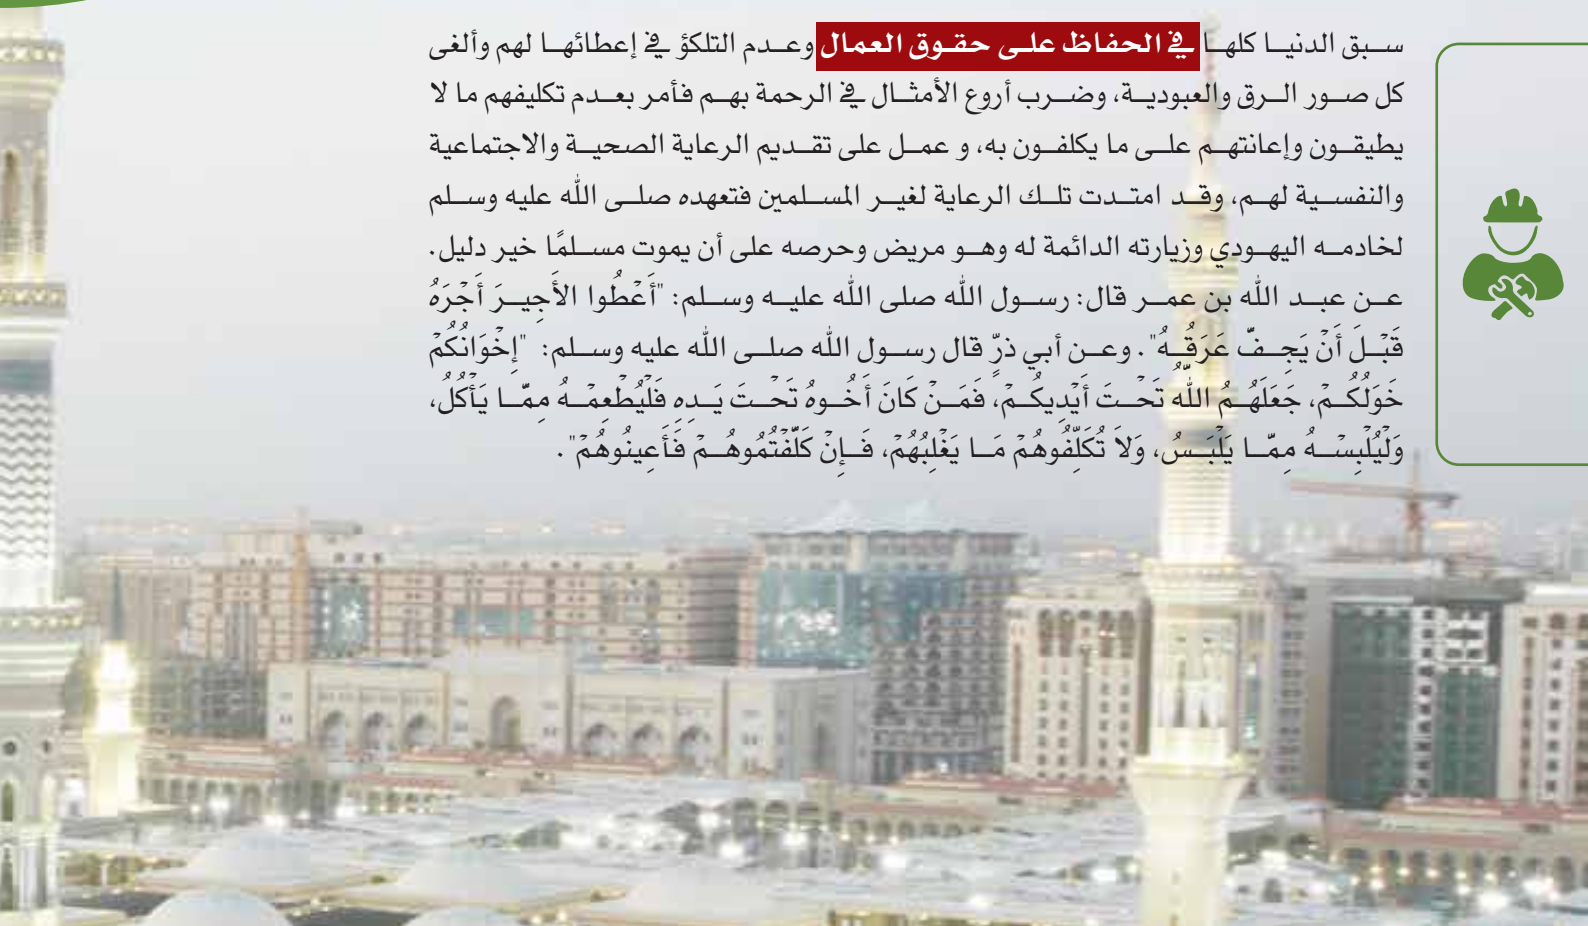 سبق الدنيا كلها في الحفاظ على حقوق العمال وعدم التلكؤ في إعطائها لهم وألغى
كل صور الرق والعبودية، وضرب أروع الأمثال في الرحمة بهم فأمر بعدم تكليفهم ما لا
يطيقون وإعانتهم على ما يكلفون به، و عمل على تقديم الرعاية الصحية والاجتماعية
والنفسية لهم، وقد امتدت تلك الرعاية لغير المسلمين فتعهده صلى الله عليه وسلم
لخادمه اليهودي وزيارته الدائمة له وهو مريض وحرصه على أن يموت مسلمًا خير دليل.
عن عبد الله بن عمر قال: رسول الله صلى الله عليه وسلم: "أَعْطُوا الأَجِيرَ أَجْرَهُ
قَبْلَ أَنْ يَجِفَّ عَرَقُهُ". وعن أبي ذرٍّ قال رسول الله صلى الله عليه وسلم: "إِخْوَانُكُمْ
خَوَلُكُمْ، جَعَلَهُمُ اللَّهُ تَحْتَ أَيْدِيكُمْ، فَمَنْ كَانَ أَخُوهُ تَحْتَ يَدِهِ فَلْيُطْعِمْهُ مِمَّا يَأْكُلُ،
وَلْيُلْبِسْهُ مِمَّا يَلْبَسُ، وَلاَ تُكَلِّفُوهُمْ مَا يَغْلِبُهُمْ، فَإِنْ كَلَّفْتُمُوهُمْ فَأَعِينُوهُمْ".